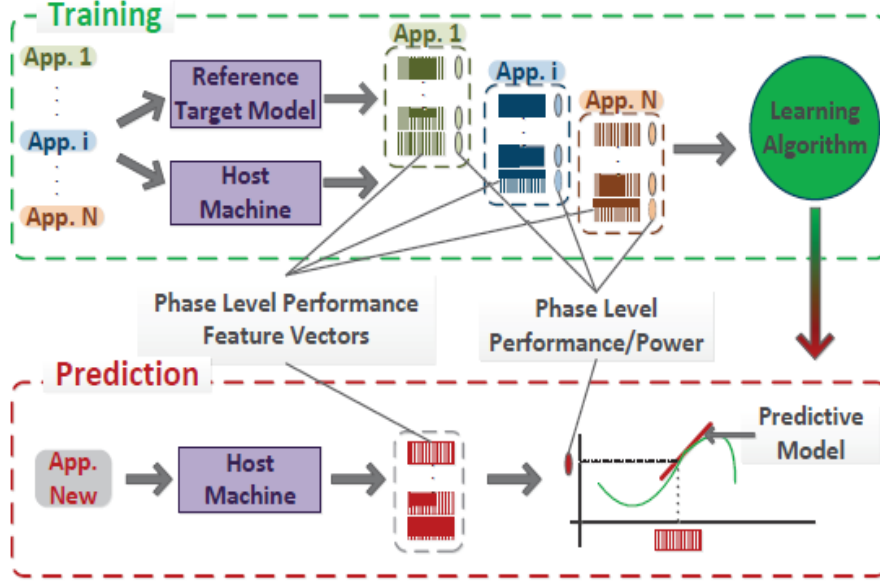 Training
App. 1
App. i
App. N
Reference
Target Model
Host
Machine
App. 1
App. i
App. N
Learning
Algorithm
Phase Level Performance
Feature Vectors
Phase Level
Performance/Power
Prediction
App.
New
Host
Machine
Predictive
Model